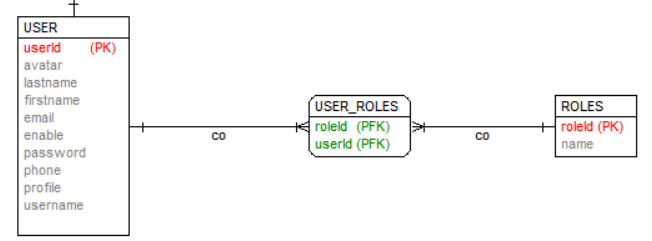 USER
userId (PK)
avatar
lastname
firstname
email
enable
password
phone
profile
username
co
USER_ROLES
roleId (PFK)
userId (PFK)
co
ROLES
roleId (PK)
name